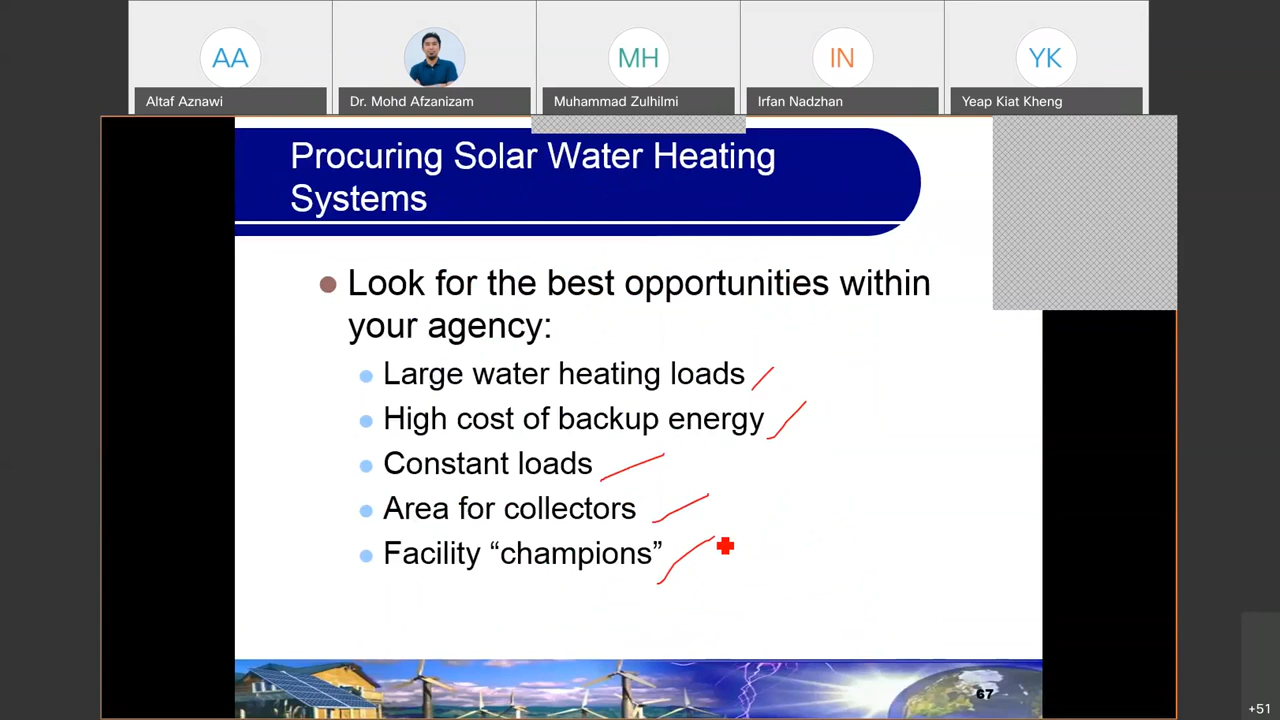 AA
MH
IN
YK
Altaf Aznawi
Dr. Mohd Afzanizam
Muhammad Zulhilmi
Irfan Nadzhan
Yeap Kiat Kheng
Procuring Solar Water Heating
Systems
Look for the best opportunities within
your agency:
Large water heating loads
High cost of backup energy
Constant loads
Area for collectors
Facility “champions”
67
+51